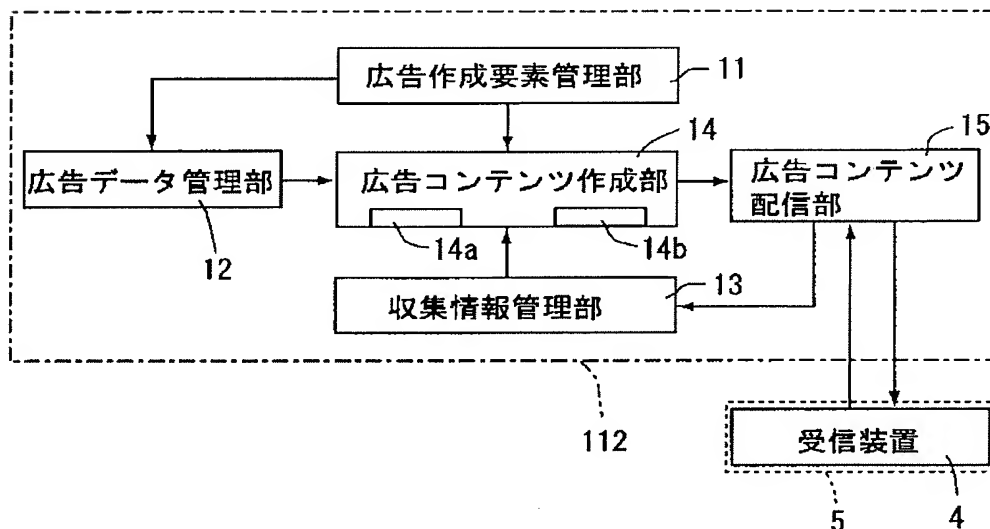 広告作成要素管理部
11
14
15
広告データ管理部
広告コンテンツ作成部
広告コンテンツ
配信部
14a
14b
12
13
収集情報管理部
112
受信装置
5
4